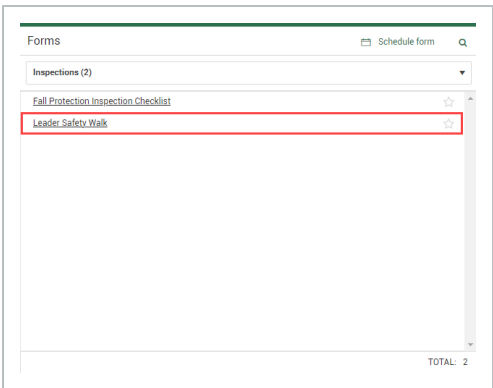 Forms Schedule form
Inspections (2)
Fall Protection Inspection Checklist
Leader Safety Walk
TOTAL: 2